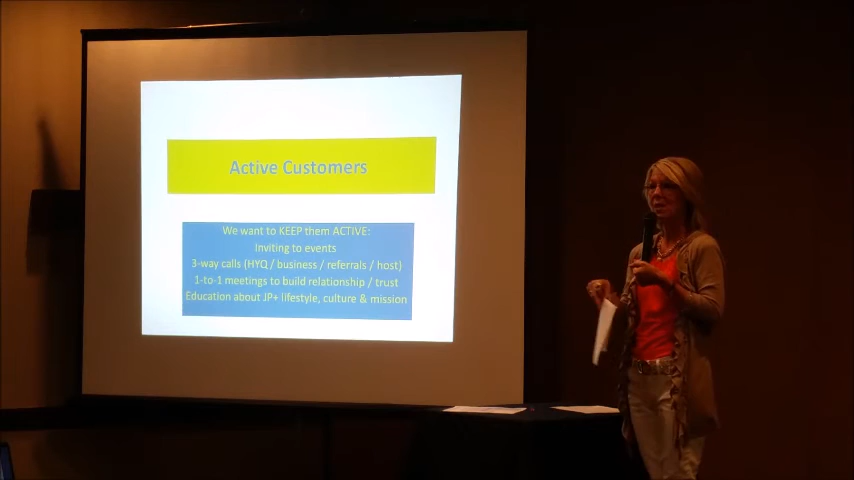 Active Customers
We want to KEEP them ACTIVE:
Inviting to events
3-way calls (HYQ / business / referrals / host)
1-to-1 meetings to build relationship / trust
Education about JP+ lifestyle, culture & mission